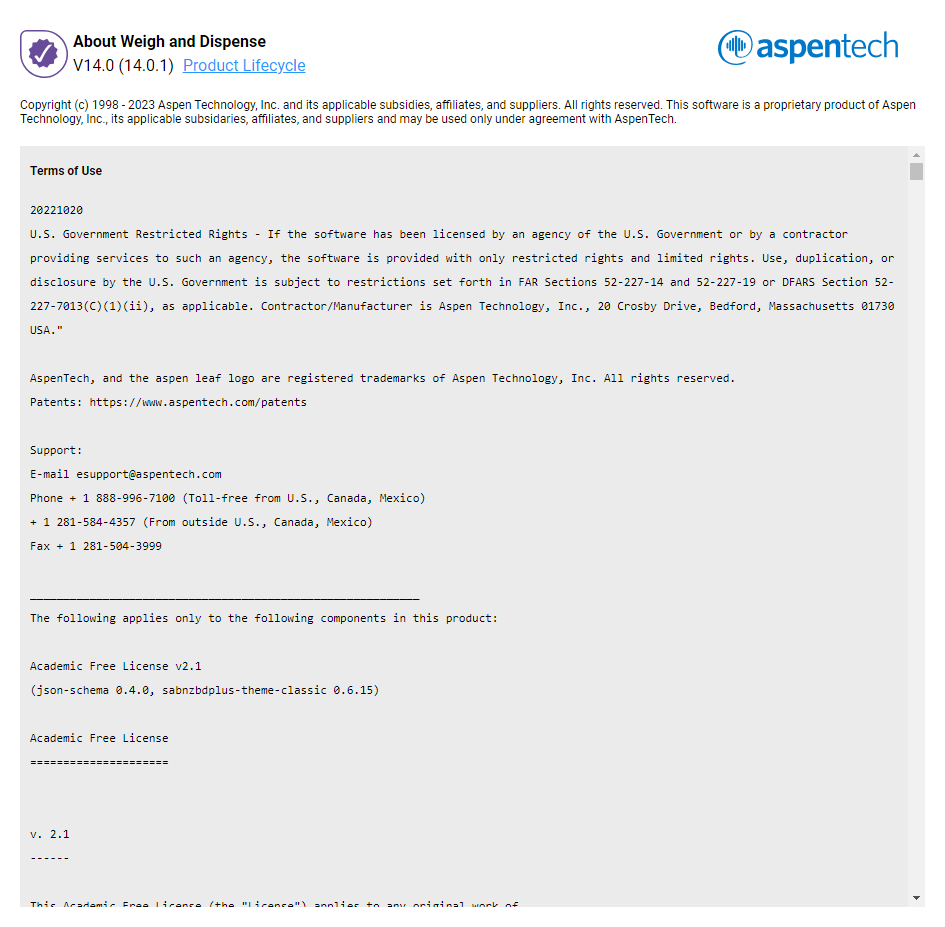 About Weigh and Dispense
aspentech
V14.0 (14.0.1) Product Lifecycle
Copyright (c) 1998 - 2023 Aspen Technology, Inc. and its applicable subsidies, affiliates, and suppliers. All rights reserved. This software is a proprietary product of Aspen
Technology, Inc., its applicable subsidaries, affiliates, and suppliers and may be used only under agreement with AspenTech.
Terms of Use
20221020
U.S. Government Restricted Rights - If the software has been licensed by an agency of the U.S. Government or by a contractor
providing services to such an agency, the software is provided with only restricted rights and limited rights. Use, duplication, or
disclosure by the U.S. Government is subject to restrictions set forth in FAR Sections 52-227-14 and 52-227-19 or DFARS Section 52-
227-7013(C)(1)(ii), as applicable. Contractor/Manufacturer is Aspen Technology, Inc., 20 Crosby Drive, Bedford, Massachusetts 01730
USA."
AspenTech, and the aspen leaf logo are registered trademarks of Aspen Technology, Inc. All rights reserved.
Patents: https://www.aspentech.com/patents
Support:
E-mail esupport@aspentech.com
Phone + 1 888-996-7100 (Toll-free from U.S., Canada, Mexico)
+ 1 281-584-4357 (From outside U.S., Canada, Mexico)
Fax + 1 281-504-3999
___________________________________________________________
The following applies only to the following components in this product:
Academic Free License v2.1
(json-schema 0.4.0, sabnzbdplus-theme-classic 0.6.15)
Academic Free License
=====================
v. 2.1
------
This Academic Free License (the "License") applies to any original work of